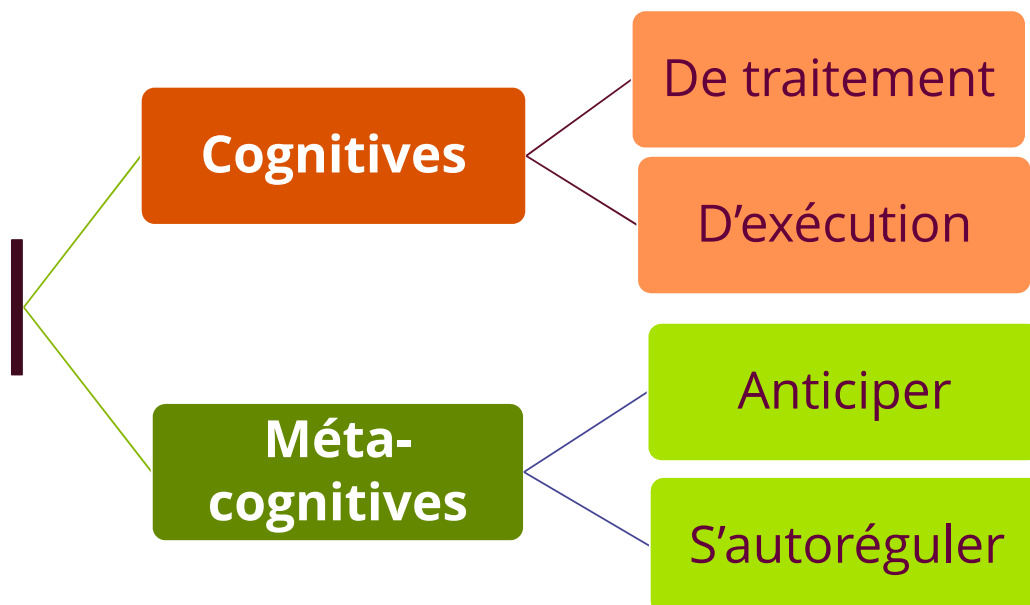 De traitement
Cognitives
D’exécution
Anticiper
Méta-
cognitives
S’autoréguler